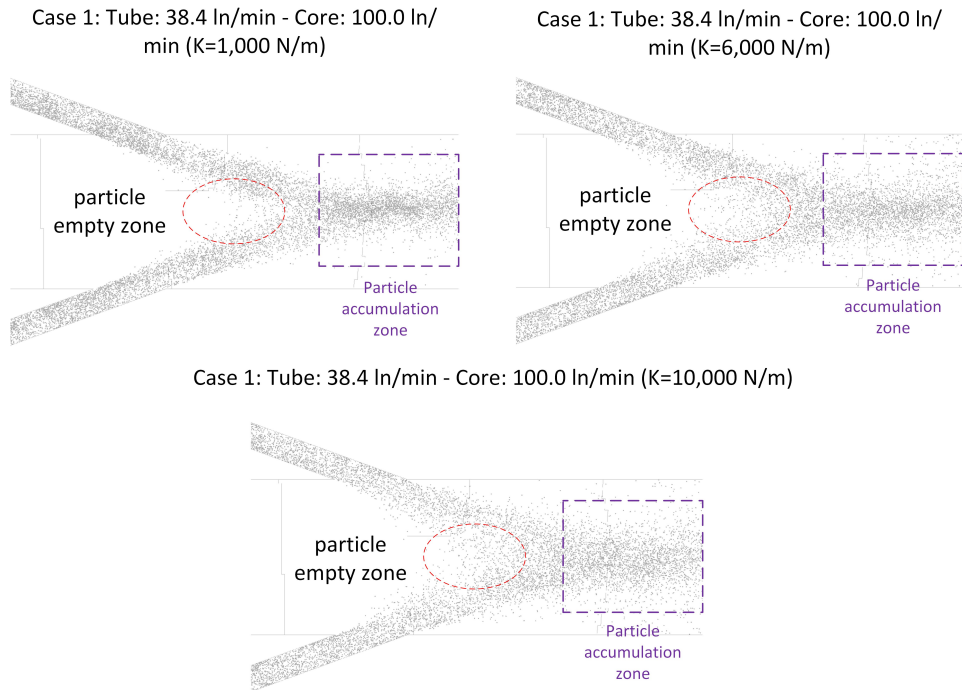 Case 1: Tube: 38.4 ln/min - Core: 100.0 ln/
min (K=1,000 N/m)
particle
empty zone
Particle
accumulation
zone
Case 1: Tube: 38.4 ln/min - Core: 100.0 ln/
min (K=6,000 N/m)
particle
empty zone
Particle
accumulation
zone
Case 1: Tube: 38.4 ln/min - Core: 100.0 ln/min (K=10,000 N/m)
particle
empty zone
Particle
accumulation
zone